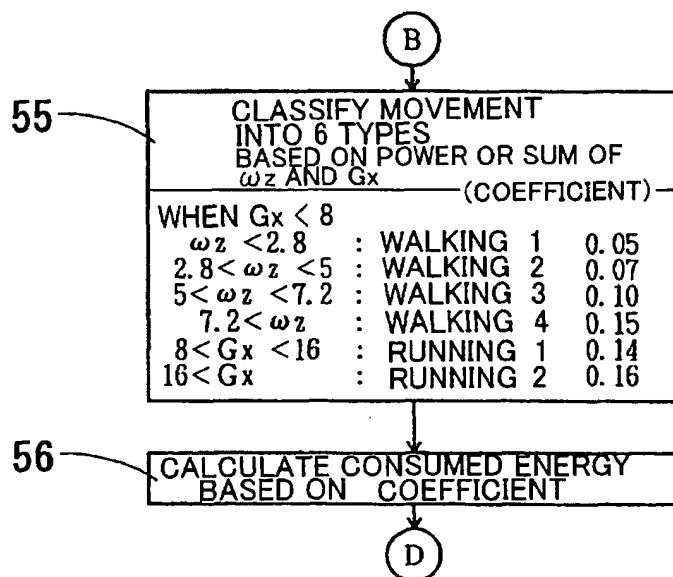 B
55
CLASSIFY MOVEMENT
INTO 6 TYPES
BASED ON POWER OR SUM OF
ωz AND Gx
(COEFFICIENT)
WHEN Gx < 8
ωz <2.8 : WALKING 1 0.05
2.8< ωz <5 : WALKING 2 0.07
5< ωz <7.2 : WALKING 3 0.10
7.2< ωz : WALKING 4 0.15
8< Gx <16 : RUNNING 1 0.14
16< Gx : RUNNING 2 0.16
56
CALCULATE CONSUMED ENERGY
BASED ON COEFFICIENT
D